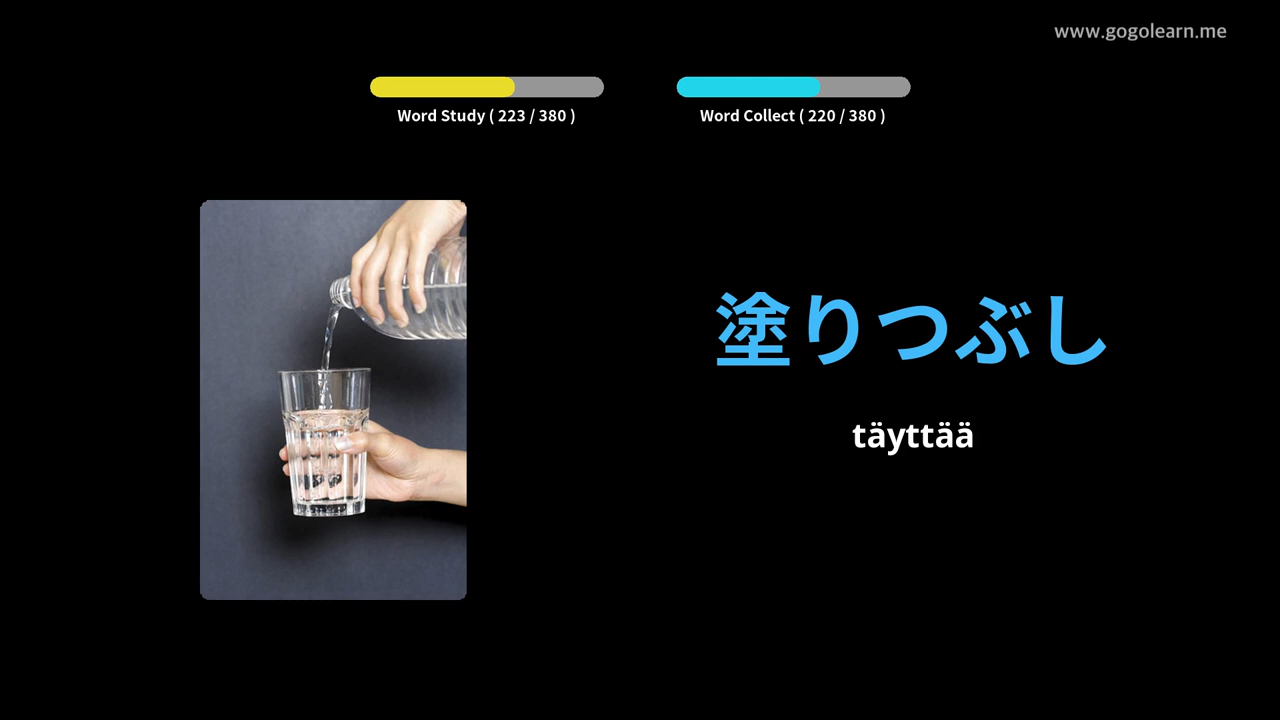 www.gogolearn.me
Word Study ( 223 / 380 )
Word Collect ( 220 / 380 )
塗りつぶし
täyttää